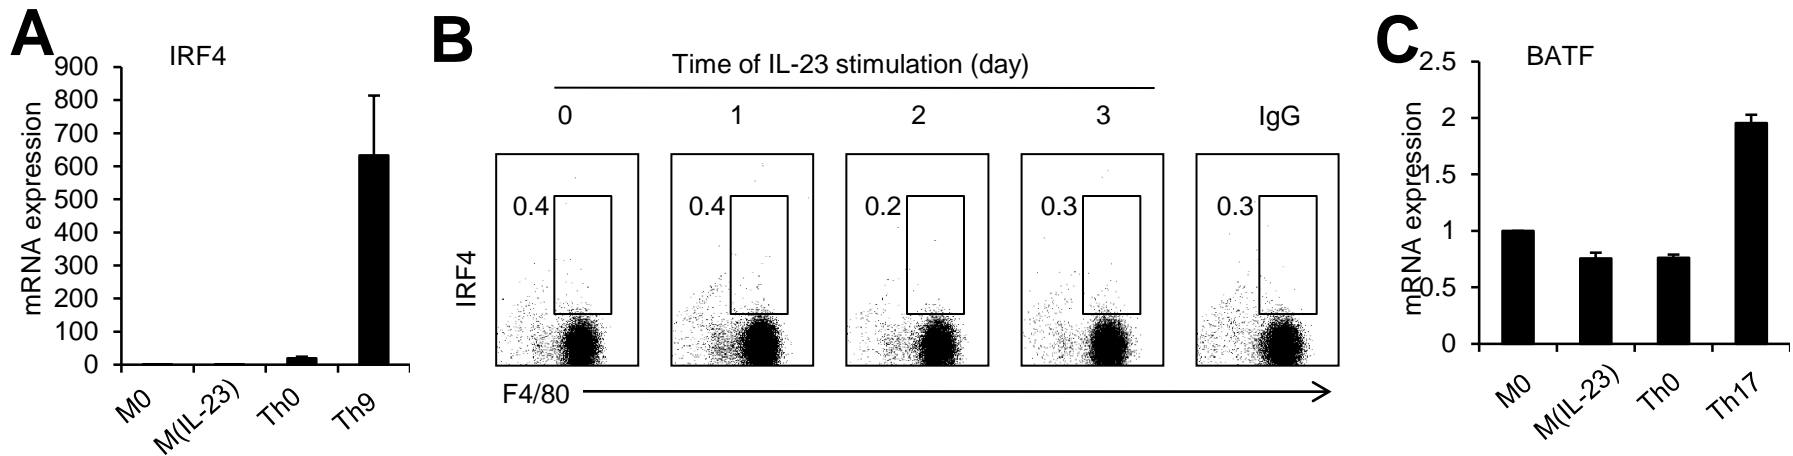 A
IRF4
mRNA expression
900
800
700
600
500
400
300
200
100
0
M0
M(IL-23)
Th0
Th9
B
Time of IL-23 stimulation (day)
0 1 2 3 IgG
0.4 0.4 0.2 0.3 0.3
IRF4
F4/80
C
BATF
mRNA expression
2.5
2
1.5
1
0.5
0
M0
M(IL-23)
Th0
Th17